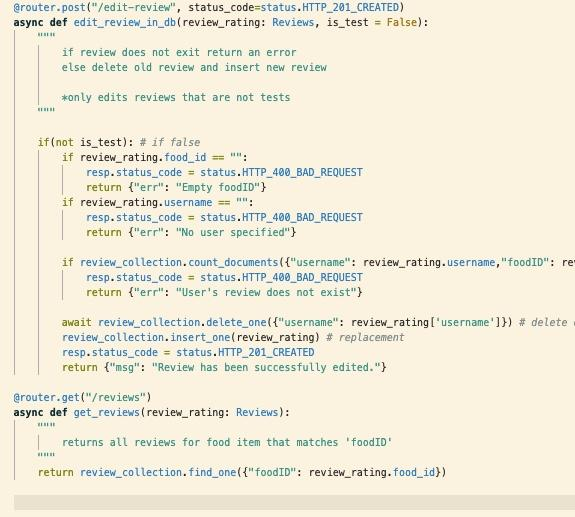 @router.post("/edit-review", status_code=status.HTTP_201_CREATED)
async def edit_review_in_db(review_rating: Reviews, is_test = False):
"""
if review does not exit return an error
else delete old review and insert new review
*only edits reviews that are not tests
"""
if(not is_test): # if false
if review_rating.food_id == "":
resp.status_code = status.HTTP_400_BAD_REQUEST
return {"err": "Empty foodID"}
if review_rating.username == "":
resp.status_code = status.HTTP_400_BAD_REQUEST
return {"err": "No user specified"}
if review_collection.count_documents({"username": review_rating.username,"foodID": re
resp.status_code = status.HTTP_400_BAD_REQUEST
return {"err": "User's review does not exist"}
await review_collection.delete_one({"username": review_rating['username']}) # delete
review_collection.insert_one(review_rating) # replacement
resp.status_code = status.HTTP_201_CREATED
return {"msg": "Review has been successfully edited."}
@router.get("/reviews")
async def get_reviews(review_rating: Reviews):
"""
returns all reviews for food item that matches 'foodID'
"""
return review_collection.find_one({"foodID": review_rating.food_id})